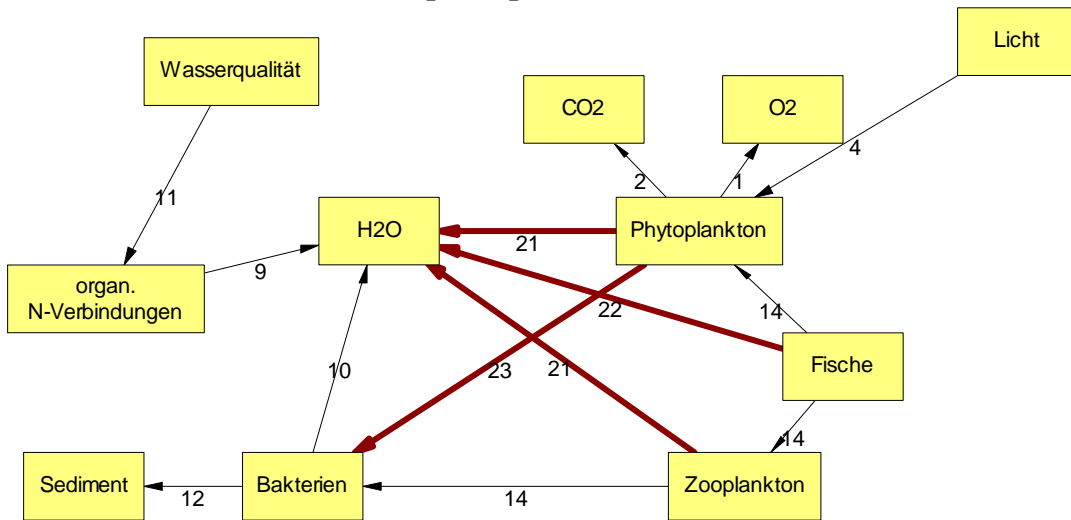 Licht
Wasserqualität
CO2
O2
4
2
1
11
H2O
Phytoplankton
21
9
organ.
N-Verbindungen
22
14
Fische
10
23
21
14
Sediment
12
Bakterien
14
Zooplankton